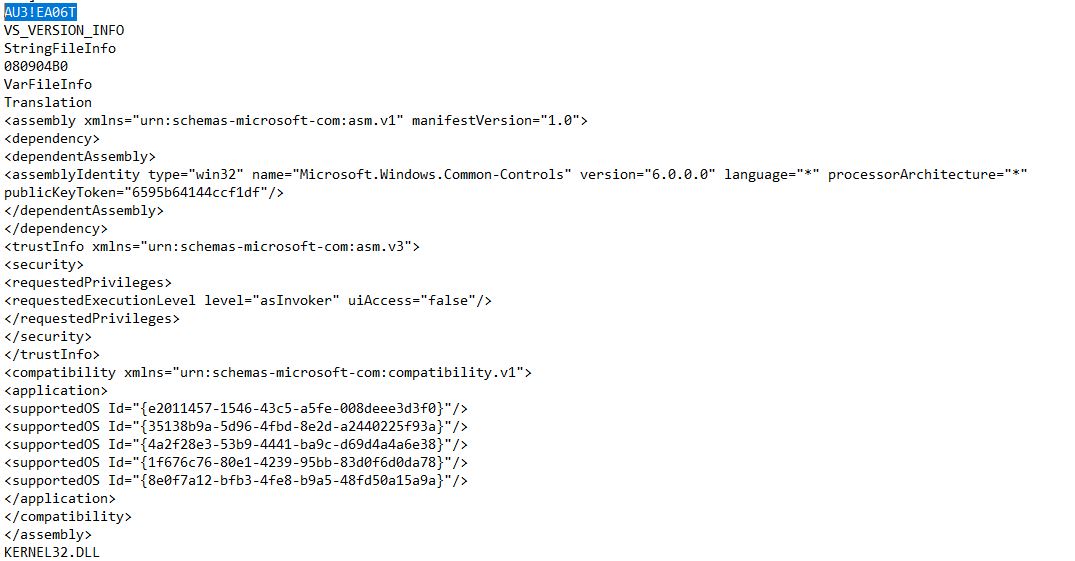 AU3!EA06T
VS_VERSION_INFO
StringFileInfo
080904B0
VarFileInfo
Translation
<assembly xmlns="urn:schemas-microsoft-com:asm.v1" manifestVersion="1.0">
<dependency>
<dependentAssembly>
<assemblyIdentity type="win32" name="Microsoft.Windows.Common-Controls" version="6.0.0.0" language="*" processorArchitecture="*"
publicKeyToken="6595b64144ccf1df"/>
</dependentAssembly>
</dependency>
<trustInfo xmlns="urn:schemas-microsoft-com:asm.v3">
<security>
<requestedPrivileges>
<requestedExecutionLevel level="asInvoker" uiAccess="false"/>
</requestedPrivileges>
</security>
</trustInfo>
<compatibility xmlns="urn:schemas-microsoft-com:compatibility.v1">
<application>
<supportedOS Id="{e2011457-1546-43c5-a5fe-008deee3d3f0}"/>
<supportedOS Id="{35138b9a-5d96-4fbd-8e2d-a2440225f93a}"/>
<supportedOS Id="{4a2f28e3-53b9-4441-ba9c-d69d4a4a6e38}"/>
<supportedOS Id="{1f676c76-80e1-4239-95bb-83d0f6d0da78}"/>
<supportedOS Id="{8e0f7a12-bfb3-4fe8-b9a5-48fd50a15a9a}"/>
</application>
</compatibility>
</assembly>
KERNEL32.DLL